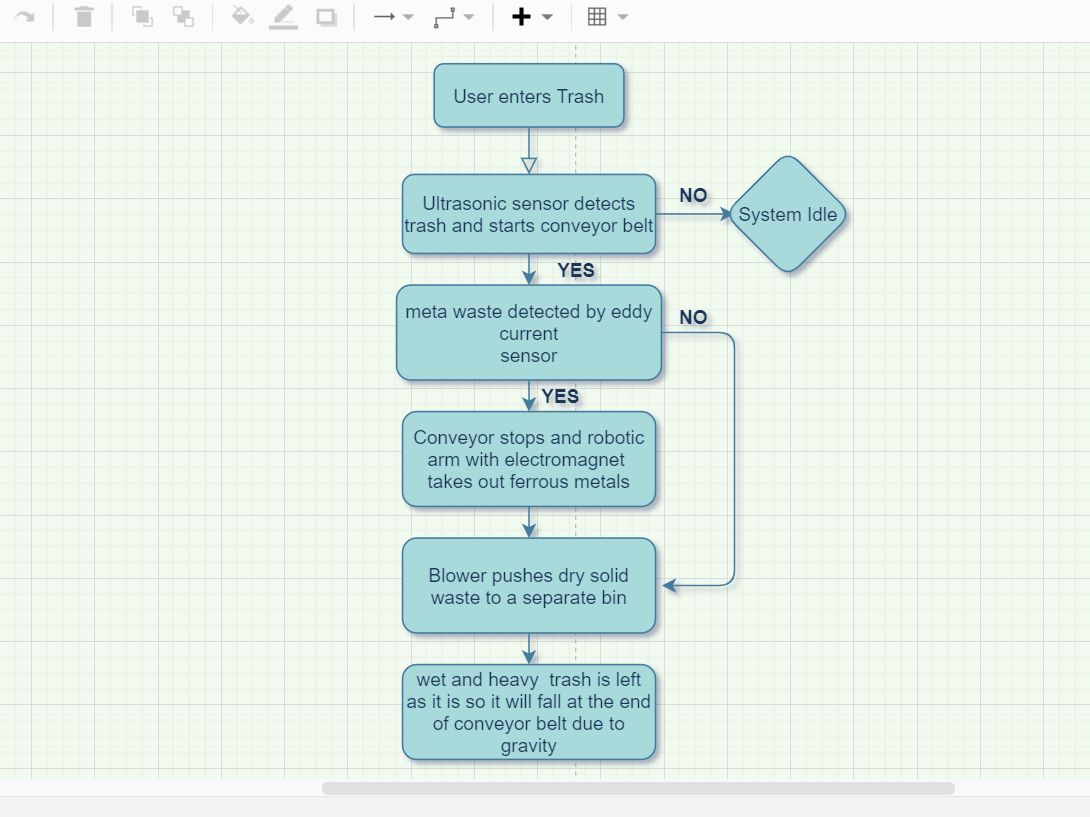 User enters Trash
Ultrasonic sensor detects
trash and starts conveyor belt
NO
System Idle
YES
meta waste detected by eddy
current
sensor
NO
YES
Conveyor stops and robotic
arm with electromagnet
takes out ferrous metals
Blower pushes dry solid
waste to a separate bin
wet and heavy  trash is left
as it is so it will fall at the end
of conveyor belt due to
gravity